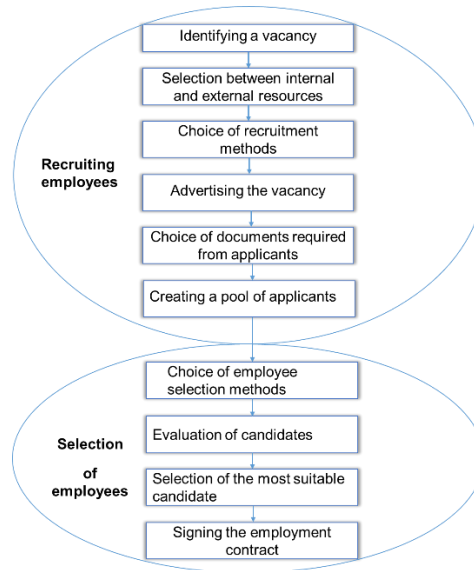 Identifying a vacancy
Selection between internal
and external resources
Choice of recruitment
methods
Recruiting
employees
Advertising the vacancy
Choice of documents required
from applicants
Creating a pool of applicants
Choice of employee
selection methods
Evaluation of candidates
Selection
of
employees
Selection of the most suitable
candidate
Signing the employment
contract